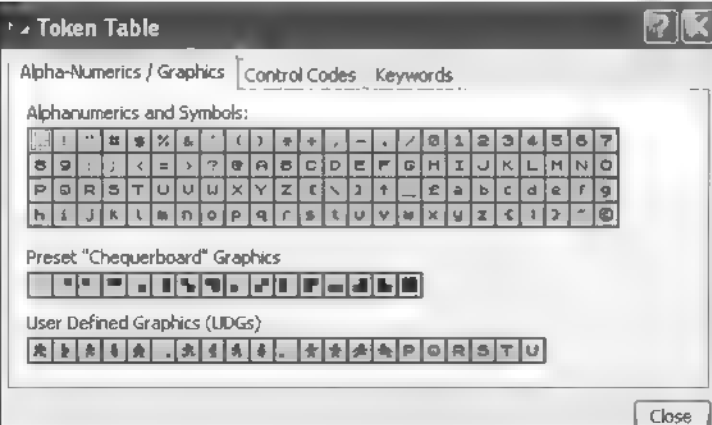 Token Table
Alpha-Numerics / Graphics Control Codes Keywords
Alphanumerics and Symbols:
! " # $ % & ' ( ) * + , - . / 0 1 2 3 4 5 6 7
8 9 : ; < = > ? @ A B C D E F G H I J K L M N O
P Q R S T U V W X Y Z [ \ ] ↑ _ £ a b c d e f g
h i j k l m n o p q r s t u v w x y z { | } ~ ©
Preset "Chequerboard" Graphics
User Defined Graphics (UDGs)
P Q R S T U
Close